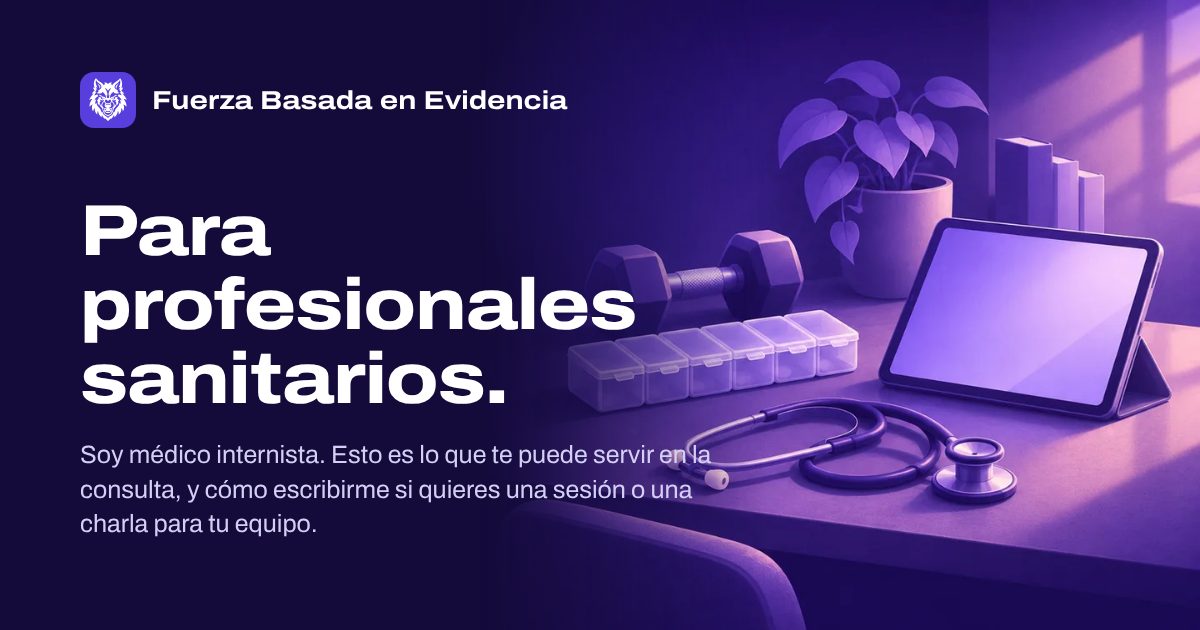 Fuerza Basada en Evidencia
Para
profesionales
sanitarios.
Soy médico internista. Esto es lo que te puede servir en la
consulta, y cómo escribirme si quieres una sesión o una
charla para tu equipo.